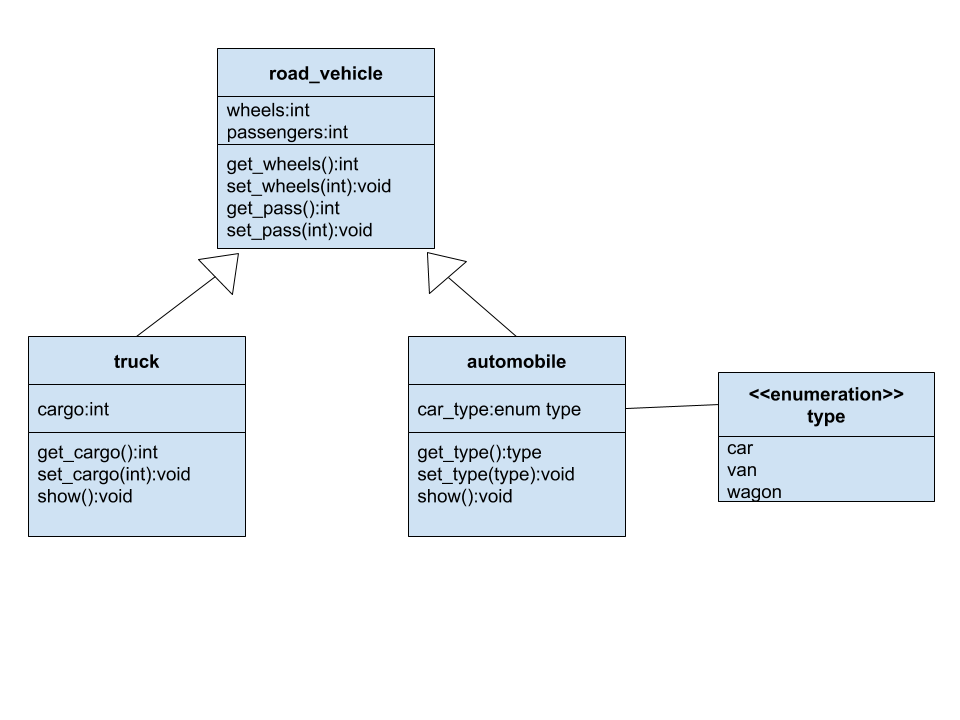 road_vehicle
wheels:int
passengers:int
get_wheels():int
set_wheels(int):void
get_pass():int
set_pass(int):void
truck
cargo:int
get_cargo():int
set_cargo(int):void
show():void
automobile
car_type:enum type
get_type():type
set_type(type):void
show():void
<<enumeration>>
type
car
van
wagon